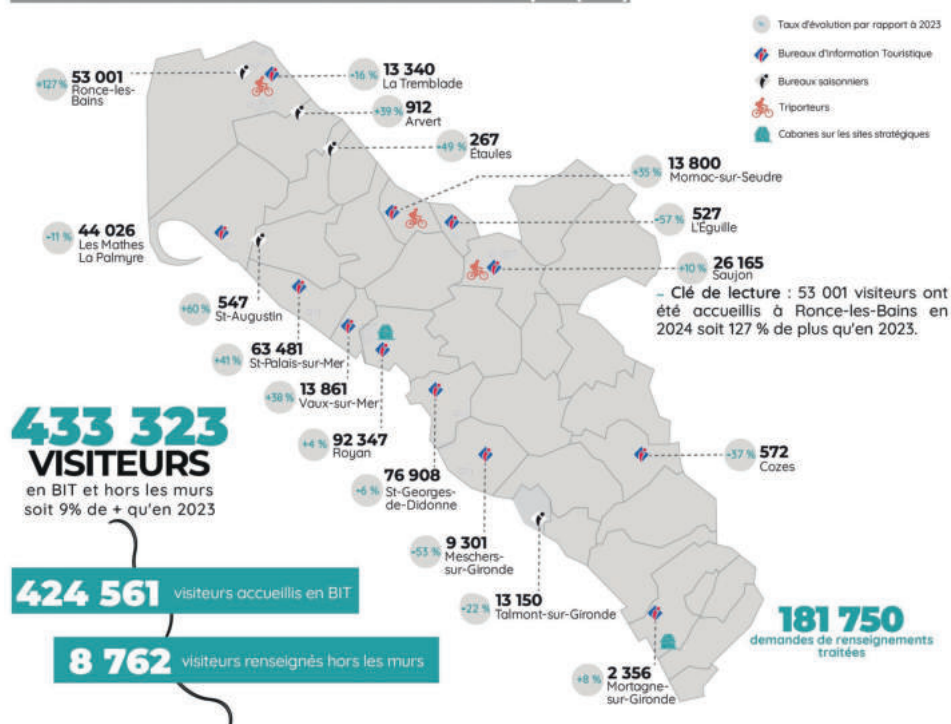 Taux d'évolution par rapport à 2023
Bureaux d'Information Touristique
Bureaux saisonniers
Triporteurs
Cabanes sur les sites stratégiques
+127 % 53 001
Ronce-les-
Bains
+16 % 13 340
La Tremblade
+39 % 912
Arvert
+49 % 267
Étaules
+35 % 13 800
Mornac-sur-Seudre
-57 % 527
L'Éguille
+10 % 26 165
Saujon
- Clé de lecture : 53 001 visiteurs ont
été accueillis à Ronce-les-Bains en
2024 soit 127 % de plus qu'en 2023.
-11 % 44 026
Les Mathes
La Palmyre
+60 % 547
St-Augustin
+41 % 63 481
St-Palais-sur-Mer
+38 % 13 861
Vaux-sur-Mer
+4 % 92 347
Royan
+6 % 76 908
St-Georges-
de-Didonne
-53 % 9 301
Meschers-
sur-Gironde
-22 % 13 150
Talmont-sur-Gironde
+8 % 2 356
Mortagne-
sur-Gironde
-37 % 572
Cozes
433 323
VISITEURS
en BIT et hors les murs
soit 9% de + qu'en 2023
424 561 visiteurs accueillis en BIT
8 762 visiteurs renseignés hors les murs
181 750
demandes de renseignements
traitées